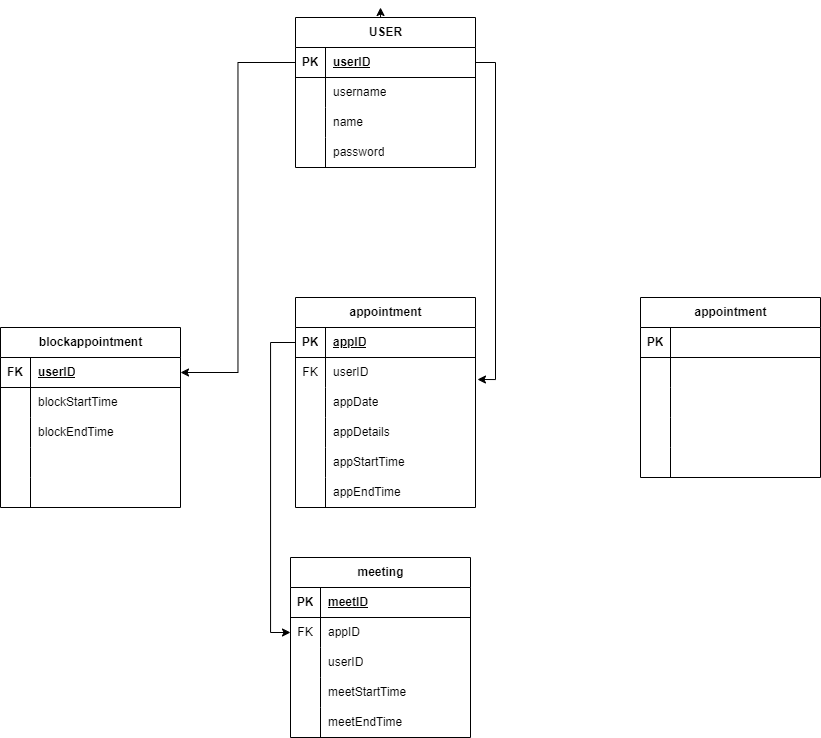 USER
PK userID
username
name
password
blockappointment
FK userID
blockStartTime
blockEndTime
appointment
PK appID
FK userID
appDate
appDetails
appStartTime
appEndTime
appointment
PK
meeting
PK meetID
FK appID
userID
meetStartTime
meetEndTime